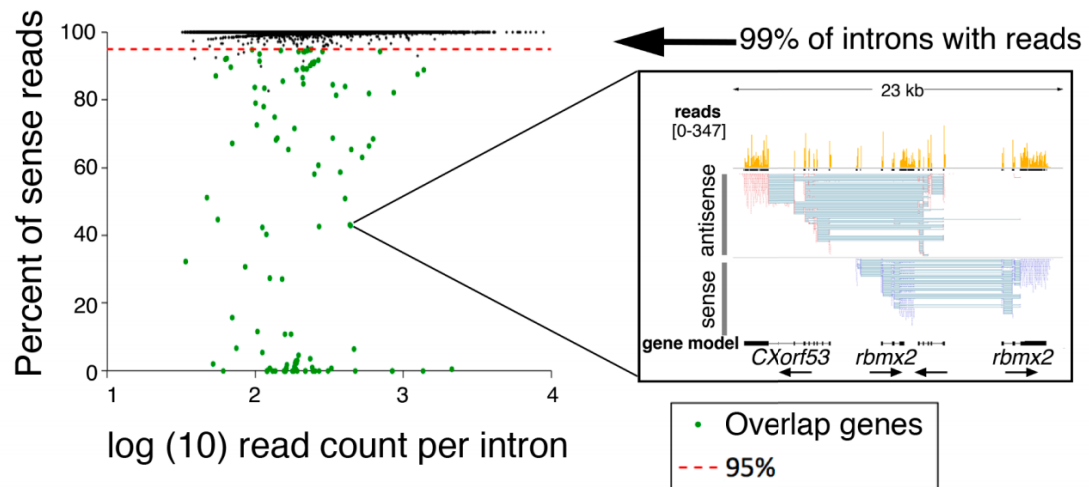 Percent of sense reads
100
80
60
40
20
0
1
2
3
4
log (10) read count per intron
99% of introns with reads
23 kb
reads
[0-347]
antisense
sense
gene model
CXorf53
rbmx2
rbmx2
Overlap genes
95%